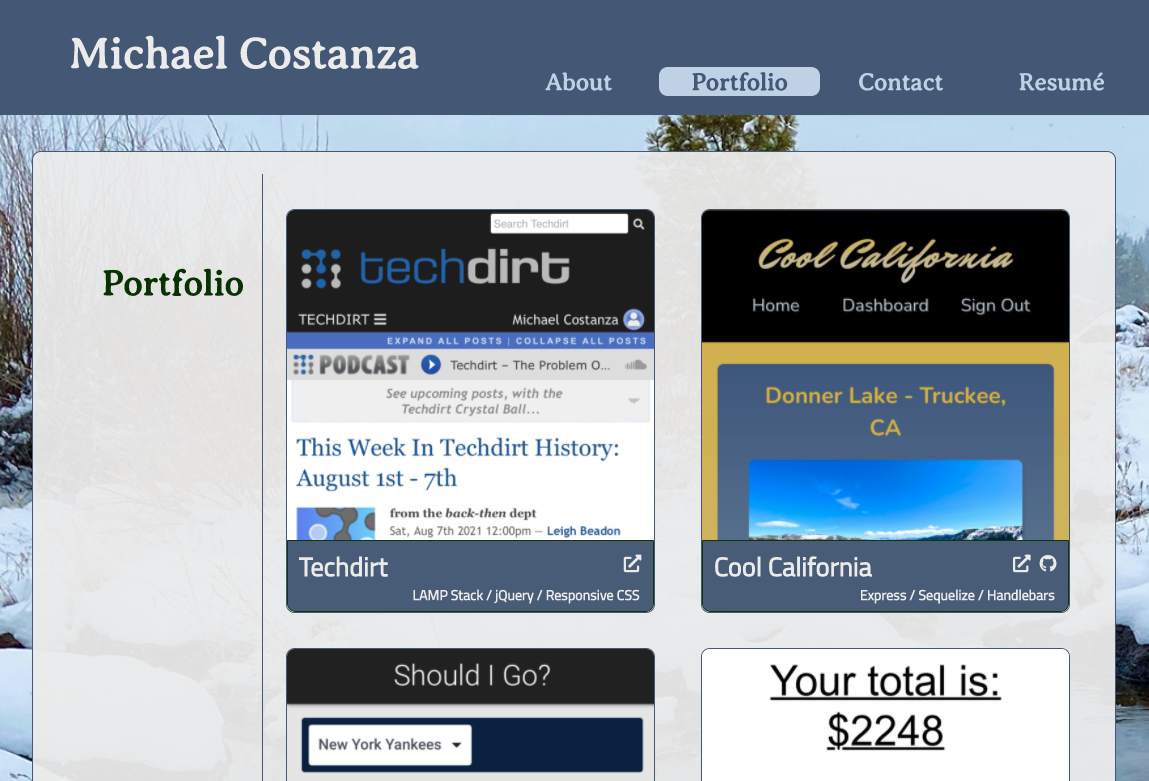 Michael Costanza
About
Portfolio
Contact
Resumé
Portfolio
Search Techdirt
techdirt
TECHDIRT
Michael Costanza
EXPAND ALL POSTS | COLLAPSE ALL POSTS
PODCAST
Techdirt – The Problem O...
See upcoming posts, with the
Techdirt Crystal Ball...
This Week In Techdirt History:
August 1st - 7th
from the back-then dept
Sat, Aug 7th 2021 12:00pm — Leigh Beadon
Techdirt
LAMP Stack / jQuery / Responsive CSS
Cool California
Home
Dashboard
Sign Out
Donner Lake - Truckee,
CA
Cool California
Express / Sequelize / Handlebars
Should I Go?
New York Yankees
Your total is:
$2248